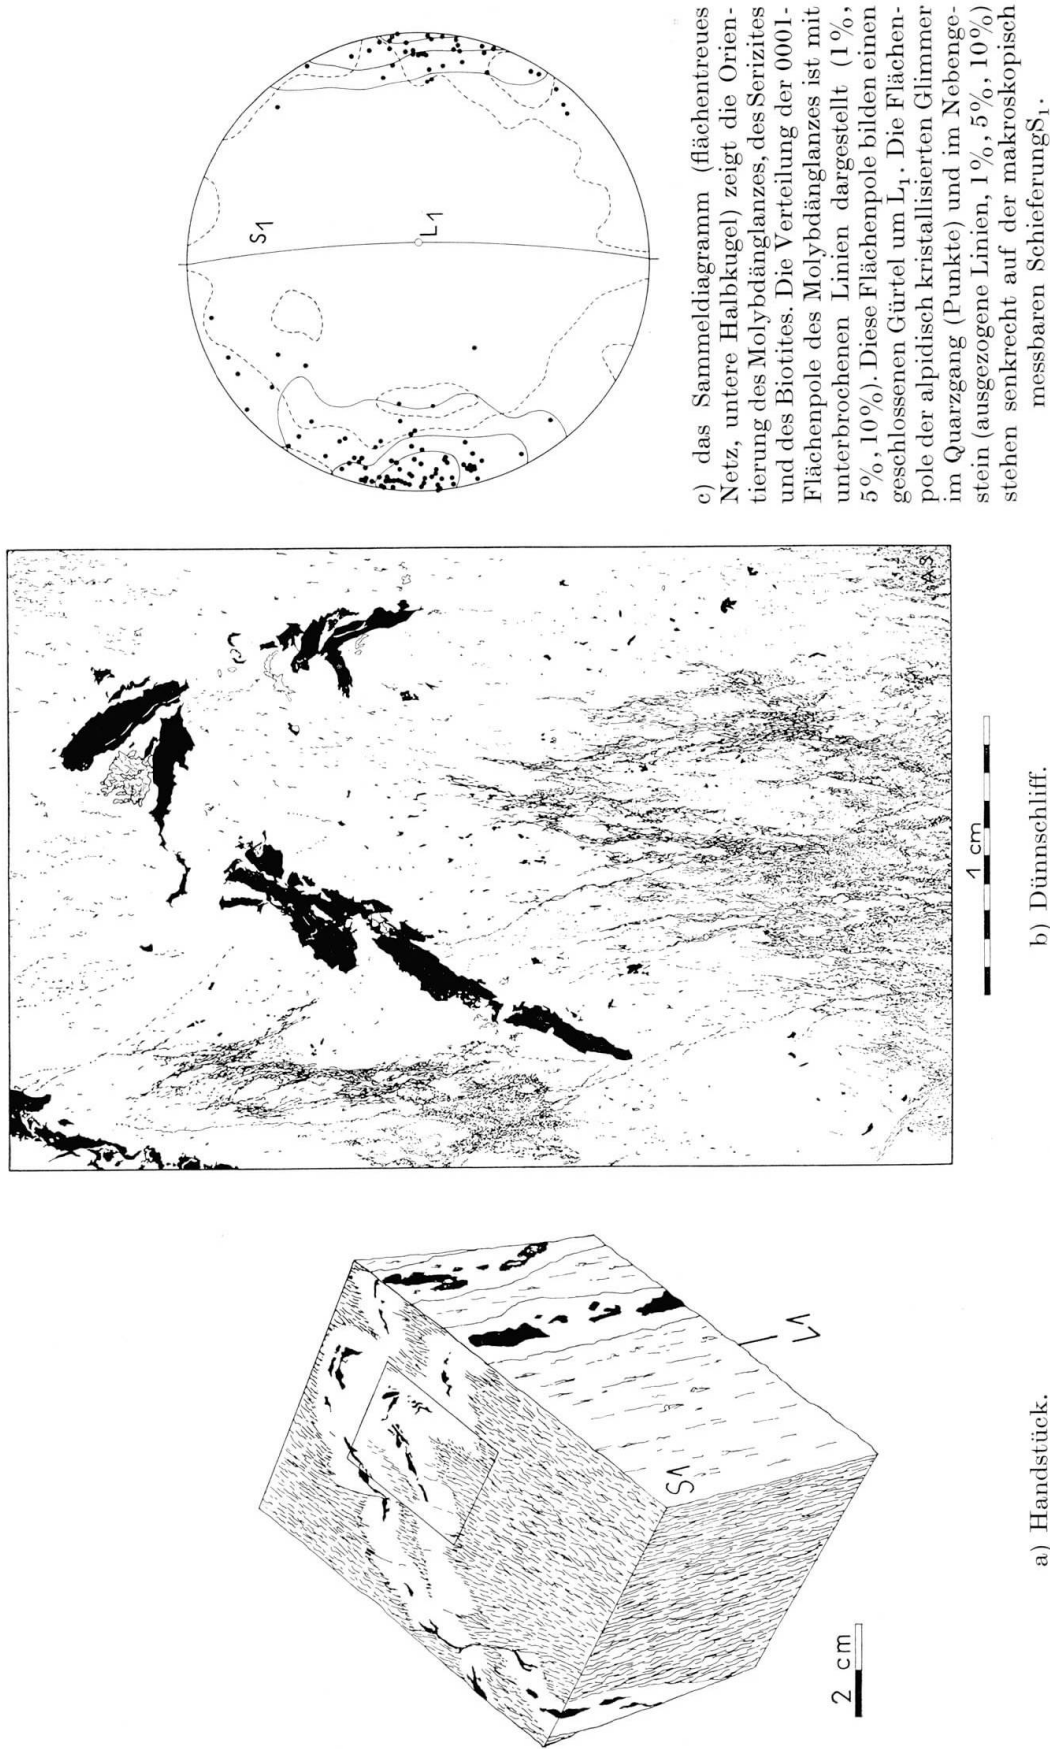 2 cm
S1
L1
a) Handstück.
A.S
1 cm
b) Dünnschliff.
S1
L1
c) das Sammeldiagramm (flächentreues
Netz, untere Halbkugel) zeigt die Orien-
tierung des Molybdänglanzes, des Serizites
und des Biotites. Die Verteilung der 0001-
Flächenpole des Molybdänglanzes ist mit
unterbrochenen Linien dargestellt (1%,
5%, 10%). Diese Flächenpole bilden einen
geschlossenen Gürtel um L₁. Die Flächen-
pole der alpidisch kristallisierten Glimmer
im Quarzgang (Punkte) und im Nebenge-
stein (ausgezogene Linien, 1%, 5%, 10%)
stehen senkrecht auf der makroskopisch
messbaren SchieferungS₁.